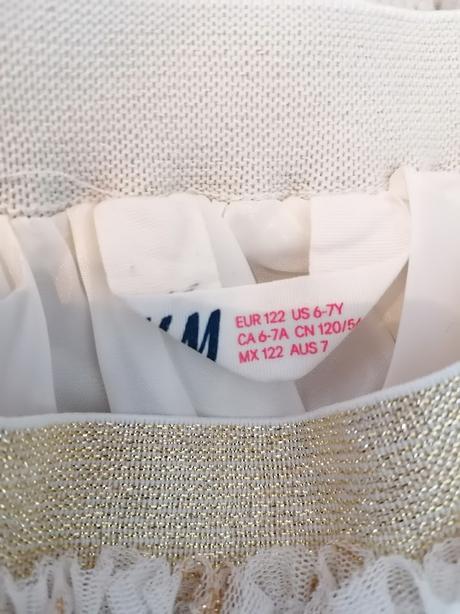 EUR 122 US 6-7Y
CA 6-7A CN 120/5
MX 122 AUS 7